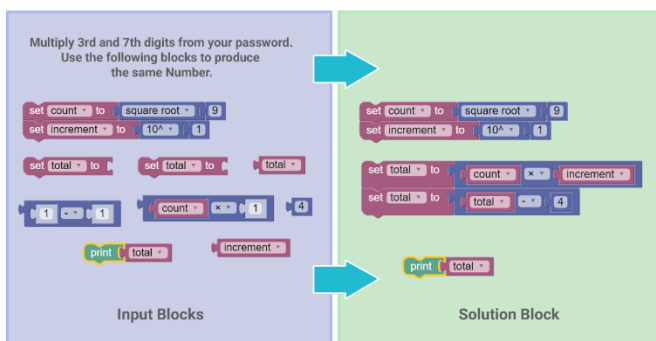 Multiply 3rd and 7th digits from your password.
Use the following blocks to produce
the same Number.
set count to square root 9
set increment to 10^ 1
set total to set total to total
1 - 1 count × 1 4
print total increment
Input Blocks
set count to square root 9
set increment to 10^ 1
set total to count × increment
set total to total - 4
print total
Solution Block